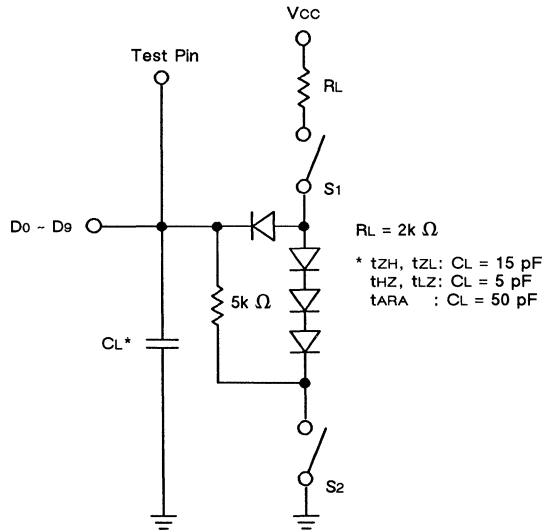 Vcc
Test Pin
RL
S1
D0 ~ D9
RL = 2k Ω
* tZH, tZL: CL = 15 pF
tHZ, tLZ: CL = 5 pF
tARA : CL = 50 pF
5k Ω
CL*
S2